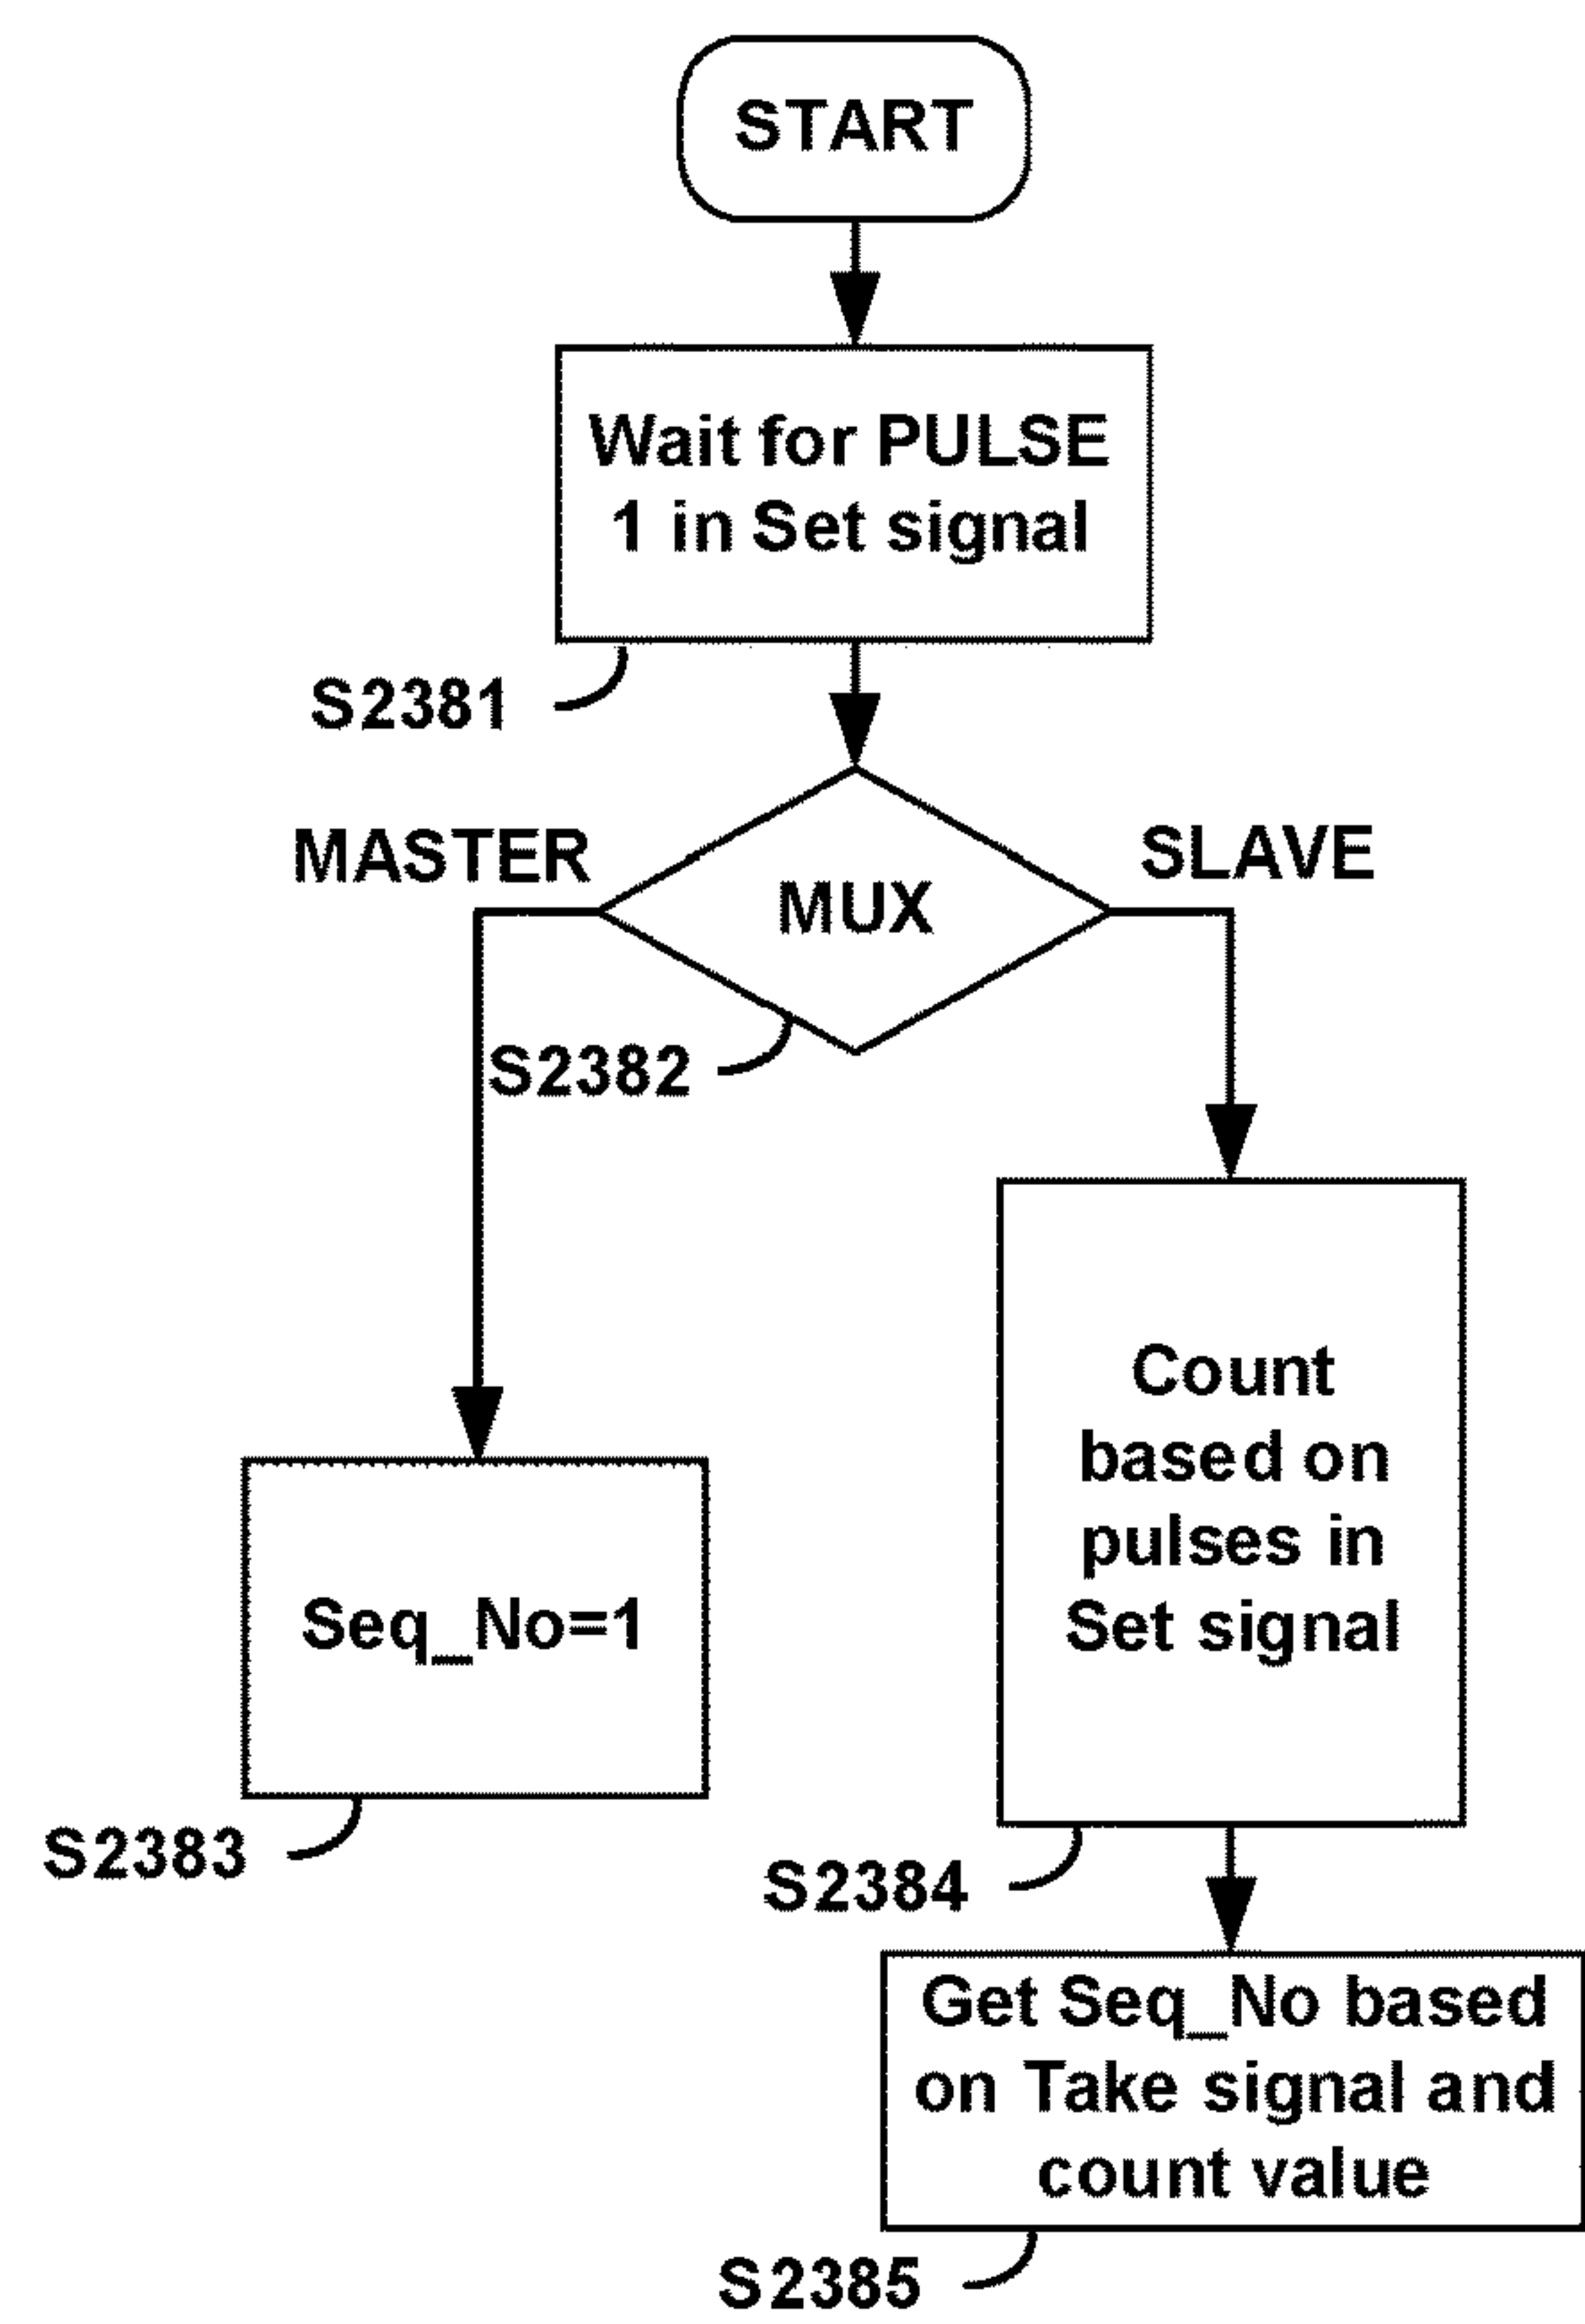 START
Wait for PULSE
1 in Set signal
S2381
MASTER
SLAVE
MUX
S2382
Count
based on
pulses in
Set signal
Seq_No=1
S2383
S2384
Get Seq_No based
on Take signal and
count value
S2385